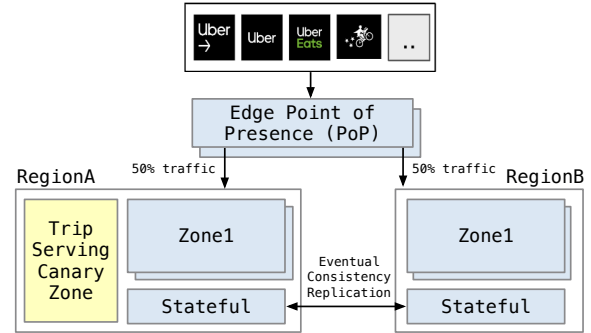 Uber
Uber
Uber
Eats
..
Edge Point of
Presence (PoP)
50% traffic
50% traffic
RegionA
RegionB
Trip
Serving
Canary
Zone
Zone1
Stateful
Eventual
Consistency
Replication
Zone1
Stateful